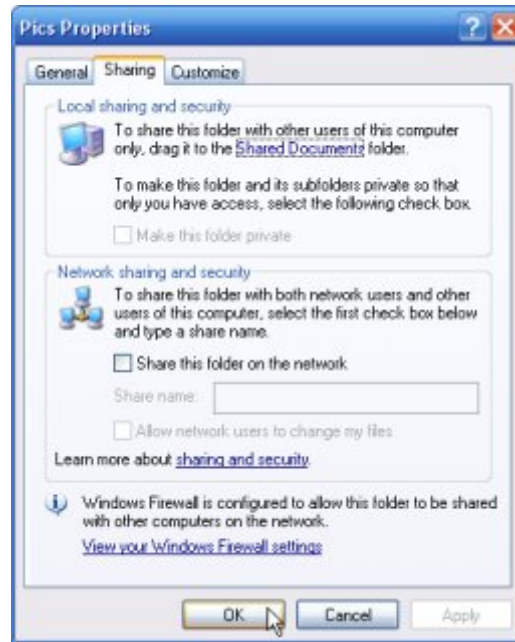 Pics Properties
General Sharing Customize
Local sharing and security
To share this folder with other users of this computer
only, drag it to the Shared Documents folder.
To make this folder and its subfolders private so that
only you have access, select the following check box.
Make this folder private
Network sharing and security
To share this folder with both network users and other
users of this computer, select the first check box below
and type a share name.
Share this folder on the network
Share name:
Allow network users to change my files
Learn more about sharing and security.
Windows Firewall is configured to allow this folder to be shared
with other computers on the network.
View your Windows Firewall settings
OK Cancel Apply